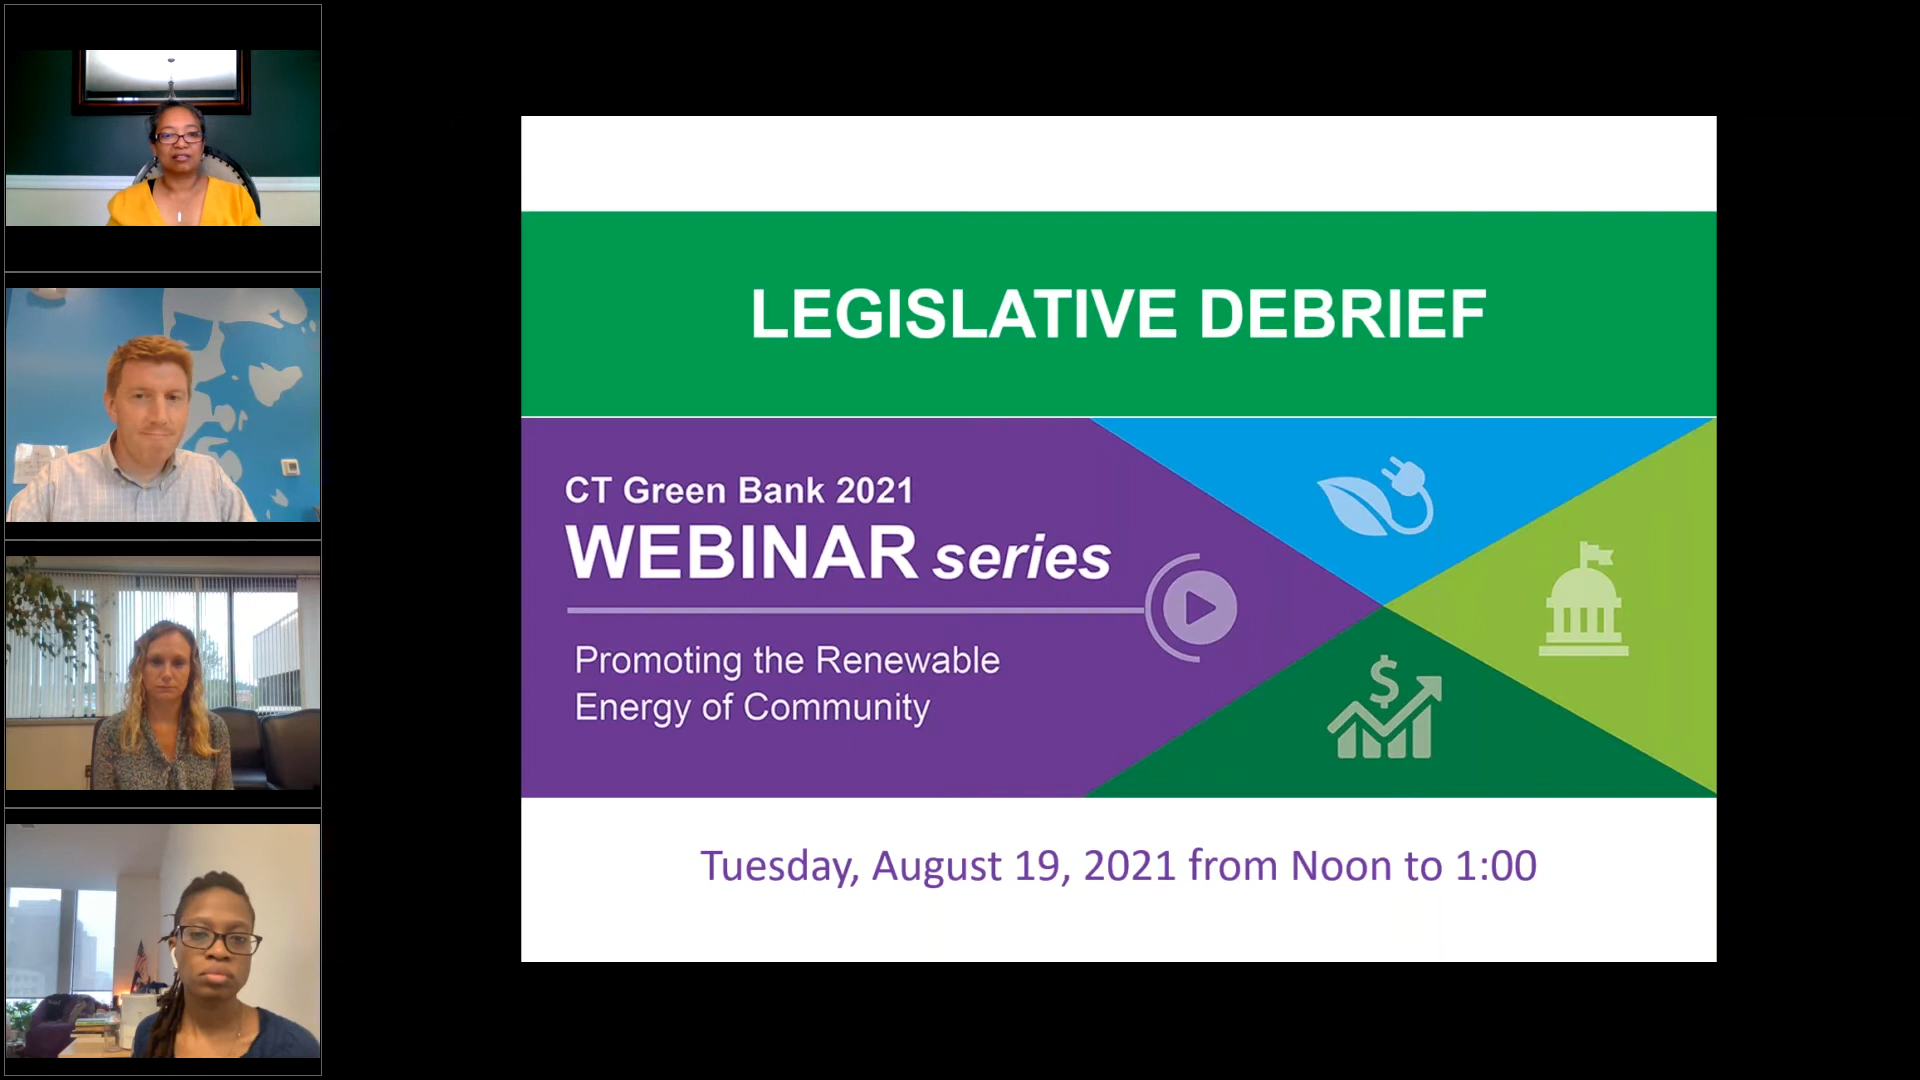 LEGISLATIVE DEBRIEF
CT Green Bank 2021
WEBINAR series
Promoting the Renewable
Energy of Community
Tuesday, August 19, 2021 from Noon to 1:00